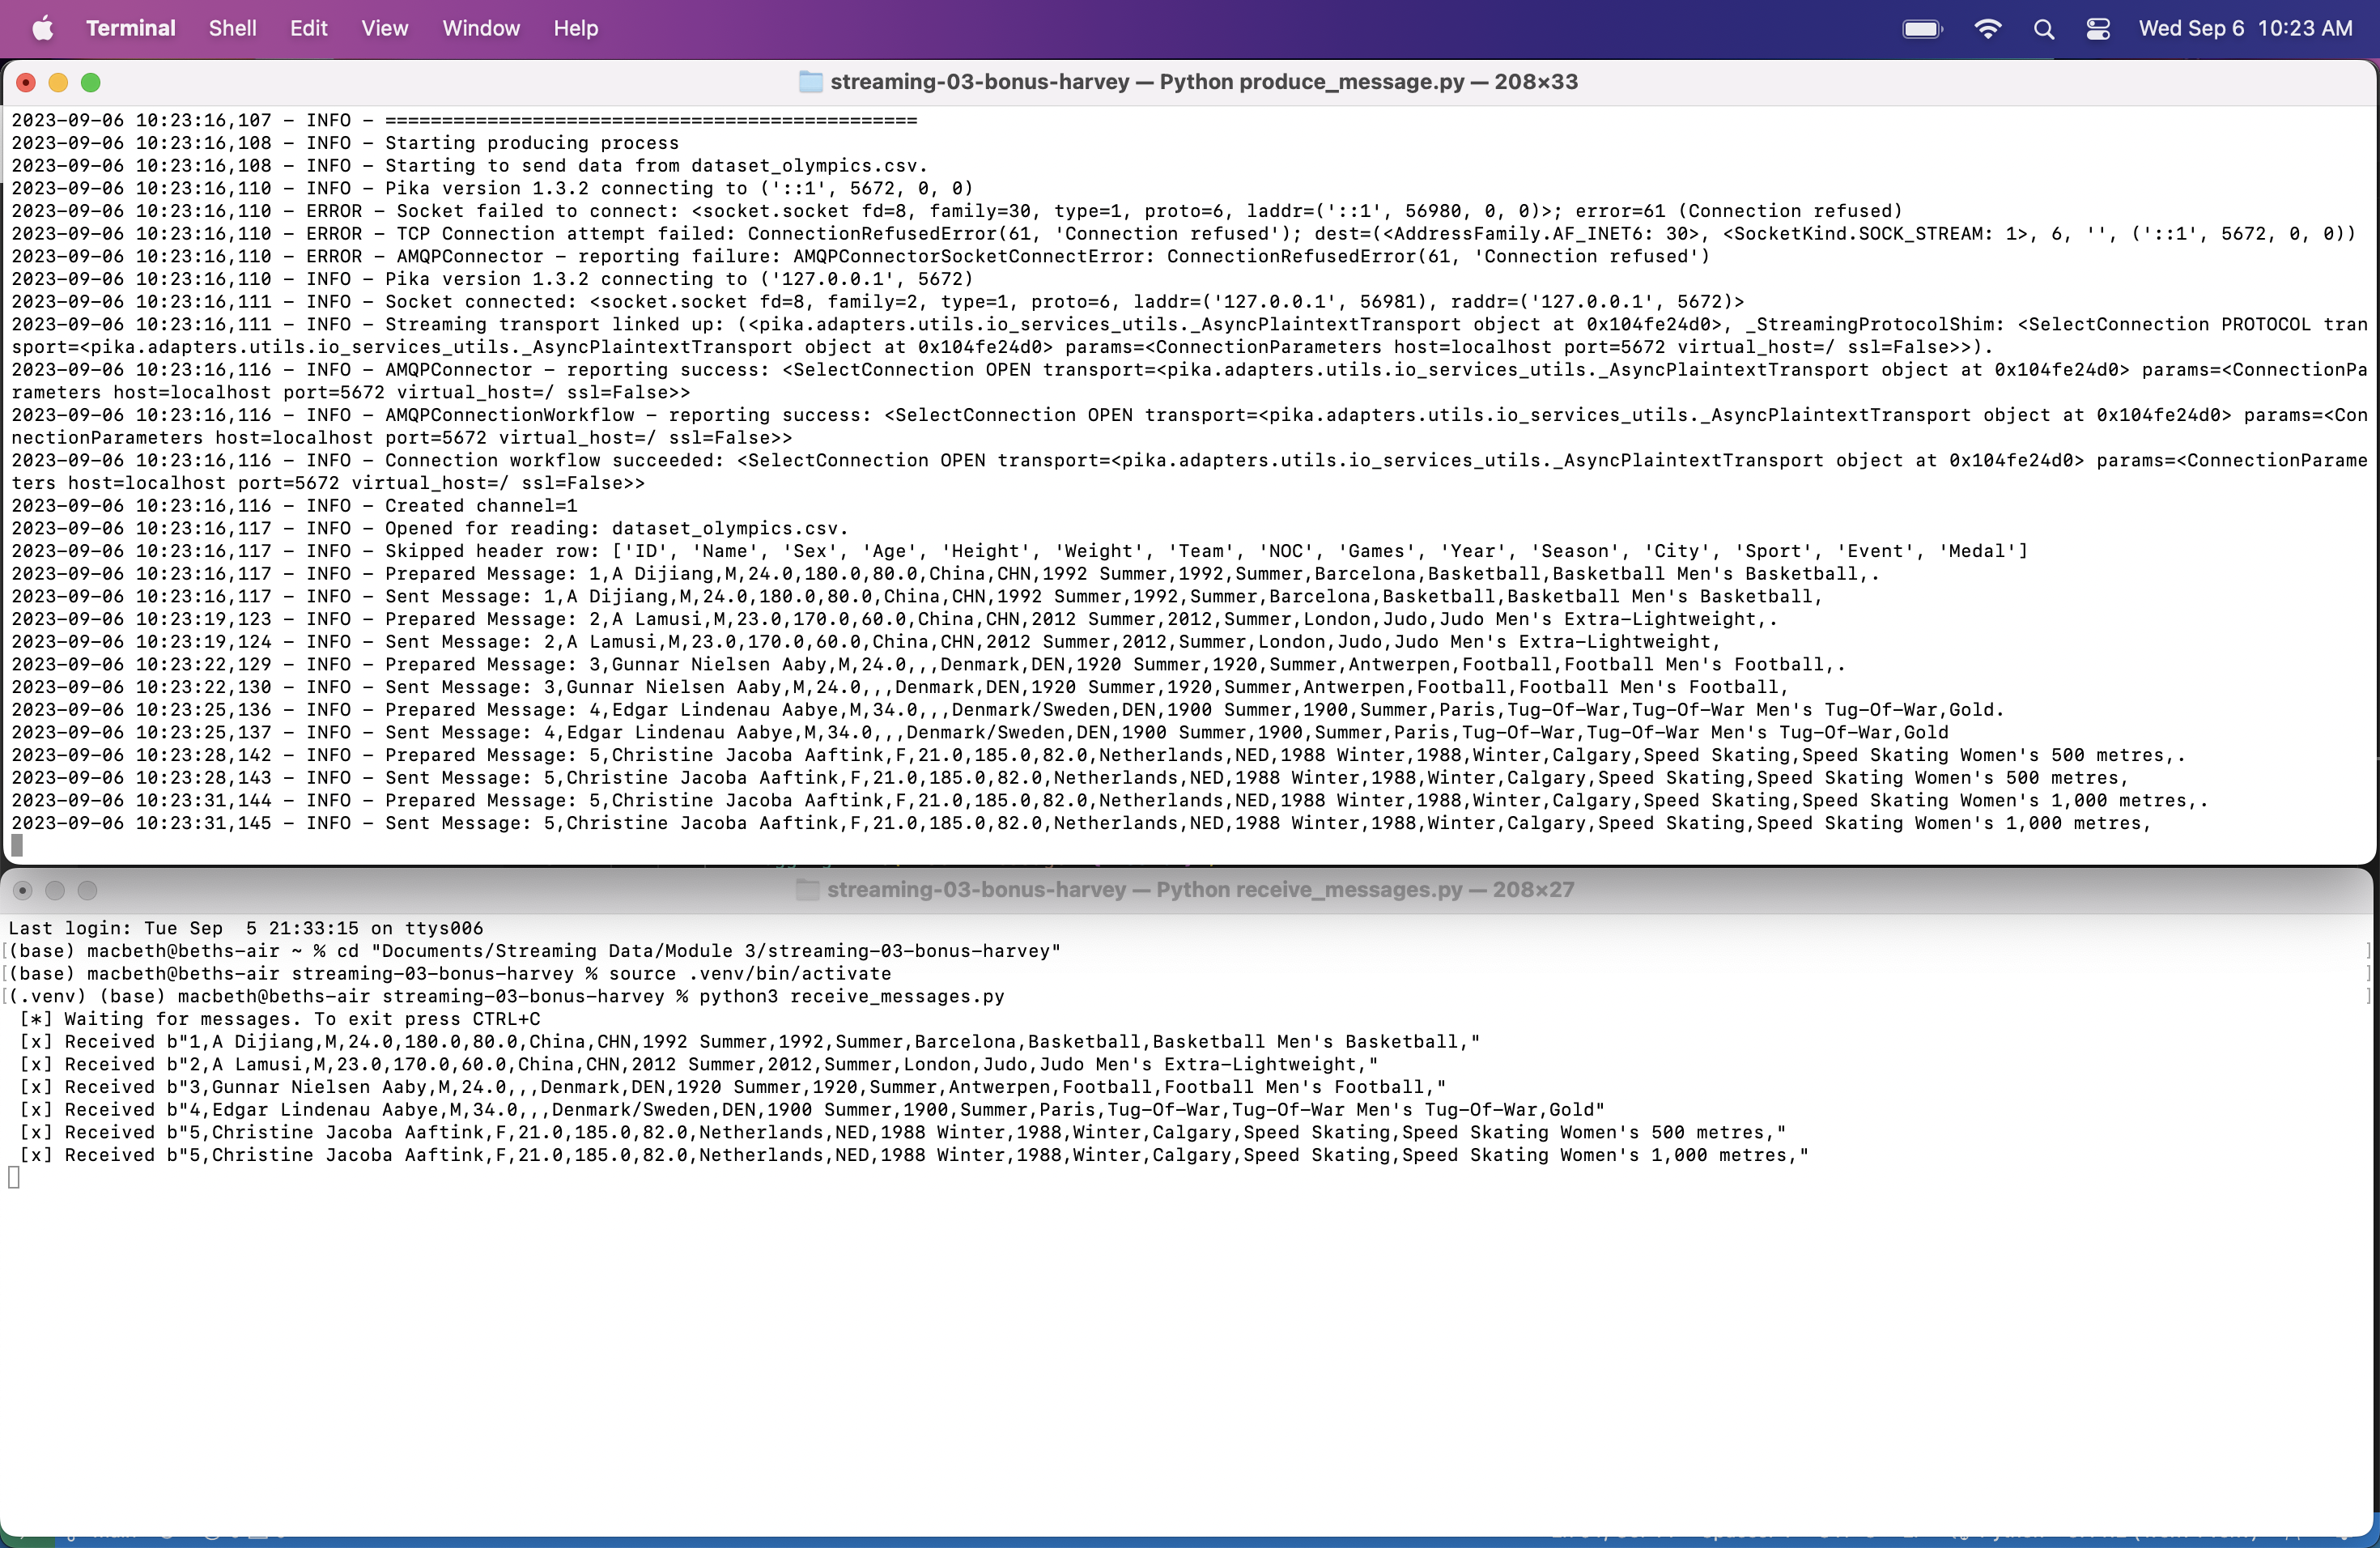 Terminal Shell Edit View Window Help Wed Sep 6 10:23 AM
streaming-03-bonus-harvey — Python produce_message.py — 208×33
2023-09-06 10:23:16,107 - INFO - ===============================================
2023-09-06 10:23:16,108 - INFO - Starting producing process
2023-09-06 10:23:16,108 - INFO - Starting to send data from dataset_olympics.csv.
2023-09-06 10:23:16,110 - INFO - Pika version 1.3.2 connecting to ('::1', 5672, 0, 0)
2023-09-06 10:23:16,110 - ERROR - Socket failed to connect: <socket.socket fd=8, family=30, type=1, proto=6, laddr=('::1', 56980, 0, 0)>; error=61 (Connection refused)
2023-09-06 10:23:16,110 - ERROR - TCP Connection attempt failed: ConnectionRefusedError(61, 'Connection refused'); dest=(<AddressFamily.AF_INET6: 30>, <SocketKind.SOCK_STREAM: 1>, 6, '', ('::1', 5672, 0, 0))
2023-09-06 10:23:16,110 - ERROR - AMQPConnector - reporting failure: AMQPConnectorSocketConnectError: ConnectionRefusedError(61, 'Connection refused')
2023-09-06 10:23:16,110 - INFO - Pika version 1.3.2 connecting to ('127.0.0.1', 5672)
2023-09-06 10:23:16,111 - INFO - Socket connected: <socket.socket fd=8, family=2, type=1, proto=6, laddr=('127.0.0.1', 56981), raddr=('127.0.0.1', 5672)>
2023-09-06 10:23:16,111 - INFO - Streaming transport linked up: (<pika.adapters.utils.io_services_utils._AsyncPlaintextTransport object at 0x104fe24d0>, _StreamingProtocolShim: <SelectConnection PROTOCOL tran
sport=<pika.adapters.utils.io_services_utils._AsyncPlaintextTransport object at 0x104fe24d0> params=<ConnectionParameters host=localhost port=5672 virtual_host=/ ssl=False>>).
2023-09-06 10:23:16,116 - INFO - AMQPConnector - reporting success: <SelectConnection OPEN transport=<pika.adapters.utils.io_services_utils._AsyncPlaintextTransport object at 0x104fe24d0> params=<ConnectionPa
rameters host=localhost port=5672 virtual_host=/ ssl=False>>
2023-09-06 10:23:16,116 - INFO - AMQPConnectionWorkflow - reporting success: <SelectConnection OPEN transport=<pika.adapters.utils.io_services_utils._AsyncPlaintextTransport object at 0x104fe24d0> params=<Con
nectionParameters host=localhost port=5672 virtual_host=/ ssl=False>>
2023-09-06 10:23:16,116 - INFO - Connection workflow succeeded: <SelectConnection OPEN transport=<pika.adapters.utils.io_services_utils._AsyncPlaintextTransport object at 0x104fe24d0> params=<ConnectionParame
ters host=localhost port=5672 virtual_host=/ ssl=False>>
2023-09-06 10:23:16,116 - INFO - Created channel=1
2023-09-06 10:23:16,117 - INFO - Opened for reading: dataset_olympics.csv.
2023-09-06 10:23:16,117 - INFO - Skipped header row: ['ID', 'Name', 'Sex', 'Age', 'Height', 'Weight', 'Team', 'NOC', 'Games', 'Year', 'Season', 'City', 'Sport', 'Event', 'Medal']
2023-09-06 10:23:16,117 - INFO - Prepared Message: 1,A Dijiang,M,24.0,180.0,80.0,China,CHN,1992 Summer,1992,Summer,Barcelona,Basketball,Basketball Men's Basketball,.
2023-09-06 10:23:16,117 - INFO - Sent Message: 1,A Dijiang,M,24.0,180.0,80.0,China,CHN,1992 Summer,1992,Summer,Barcelona,Basketball,Basketball Men's Basketball,
2023-09-06 10:23:19,123 - INFO - Prepared Message: 2,A Lamusi,M,23.0,170.0,60.0,China,CHN,2012 Summer,2012,Summer,London,Judo,Judo Men's Extra-Lightweight,.
2023-09-06 10:23:19,124 - INFO - Sent Message: 2,A Lamusi,M,23.0,170.0,60.0,China,CHN,2012 Summer,2012,Summer,London,Judo,Judo Men's Extra-Lightweight,
2023-09-06 10:23:22,129 - INFO - Prepared Message: 3,Gunnar Nielsen Aaby,M,24.0,,,Denmark,DEN,1920 Summer,1920,Summer,Antwerpen,Football,Football Men's Football,.
2023-09-06 10:23:22,130 - INFO - Sent Message: 3,Gunnar Nielsen Aaby,M,24.0,,,Denmark,DEN,1920 Summer,1920,Summer,Antwerpen,Football,Football Men's Football,
2023-09-06 10:23:25,136 - INFO - Prepared Message: 4,Edgar Lindenau Aabye,M,34.0,,,Denmark/Sweden,DEN,1900 Summer,1900,Summer,Paris,Tug-Of-War,Tug-Of-War Men's Tug-Of-War,Gold.
2023-09-06 10:23:25,137 - INFO - Sent Message: 4,Edgar Lindenau Aabye,M,34.0,,,Denmark/Sweden,DEN,1900 Summer,1900,Summer,Paris,Tug-Of-War,Tug-Of-War Men's Tug-Of-War,Gold
2023-09-06 10:23:28,142 - INFO - Prepared Message: 5,Christine Jacoba Aaftink,F,21.0,185.0,82.0,Netherlands,NED,1988 Winter,1988,Winter,Calgary,Speed Skating,Speed Skating Women's 500 metres,.
2023-09-06 10:23:28,143 - INFO - Sent Message: 5,Christine Jacoba Aaftink,F,21.0,185.0,82.0,Netherlands,NED,1988 Winter,1988,Winter,Calgary,Speed Skating,Speed Skating Women's 500 metres,
2023-09-06 10:23:31,144 - INFO - Prepared Message: 5,Christine Jacoba Aaftink,F,21.0,185.0,82.0,Netherlands,NED,1988 Winter,1988,Winter,Calgary,Speed Skating,Speed Skating Women's 1,000 metres,.
2023-09-06 10:23:31,145 - INFO - Sent Message: 5,Christine Jacoba Aaftink,F,21.0,185.0,82.0,Netherlands,NED,1988 Winter,1988,Winter,Calgary,Speed Skating,Speed Skating Women's 1,000 metres,
streaming-03-bonus-harvey — Python receive_messages.py — 208×27
Last login: Tue Sep  5 21:33:15 on ttys006
[(base) macbeth@beths-air ~ % cd "Documents/Streaming Data/Module 3/streaming-03-bonus-harvey" ]
[(base) macbeth@beths-air streaming-03-bonus-harvey % source .venv/bin/activate ]
[(.venv) (base) macbeth@beths-air streaming-03-bonus-harvey % python3 receive_messages.py ]
[*] Waiting for messages. To exit press CTRL+C
[x] Received b"1,A Dijiang,M,24.0,180.0,80.0,China,CHN,1992 Summer,1992,Summer,Barcelona,Basketball,Basketball Men's Basketball,"
[x] Received b"2,A Lamusi,M,23.0,170.0,60.0,China,CHN,2012 Summer,2012,Summer,London,Judo,Judo Men's Extra-Lightweight,"
[x] Received b"3,Gunnar Nielsen Aaby,M,24.0,,,Denmark,DEN,1920 Summer,1920,Summer,Antwerpen,Football,Football Men's Football,"
[x] Received b"4,Edgar Lindenau Aabye,M,34.0,,,Denmark/Sweden,DEN,1900 Summer,1900,Summer,Paris,Tug-Of-War,Tug-Of-War Men's Tug-Of-War,Gold"
[x] Received b"5,Christine Jacoba Aaftink,F,21.0,185.0,82.0,Netherlands,NED,1988 Winter,1988,Winter,Calgary,Speed Skating,Speed Skating Women's 500 metres,"
[x] Received b"5,Christine Jacoba Aaftink,F,21.0,185.0,82.0,Netherlands,NED,1988 Winter,1988,Winter,Calgary,Speed Skating,Speed Skating Women's 1,000 metres,"